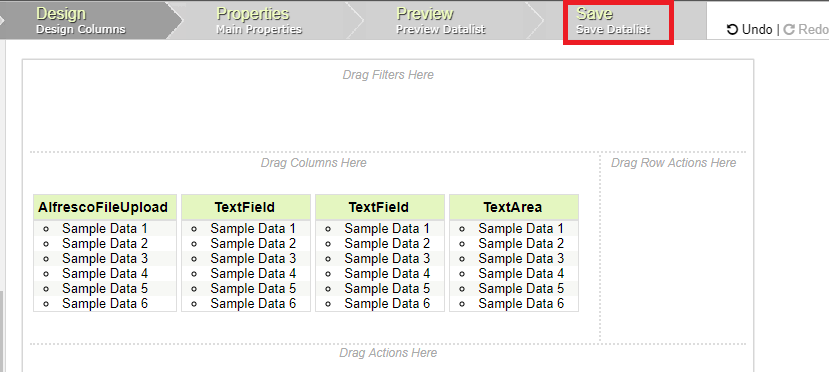 Design Properties Preview Save
Design Columns Main Properties Preview Datalist Save Datalist
Undo | Redo
Drag Filters Here
Drag Columns Here Drag Row Actions Here
AlfrescoFileUpload TextField TextField TextArea
Sample Data 1 Sample Data 1 Sample Data 1 Sample Data 1
Sample Data 2 Sample Data 2 Sample Data 2 Sample Data 2
Sample Data 3 Sample Data 3 Sample Data 3 Sample Data 3
Sample Data 4 Sample Data 4 Sample Data 4 Sample Data 4
Sample Data 5 Sample Data 5 Sample Data 5 Sample Data 5
Sample Data 6 Sample Data 6 Sample Data 6 Sample Data 6
Drag Actions Here